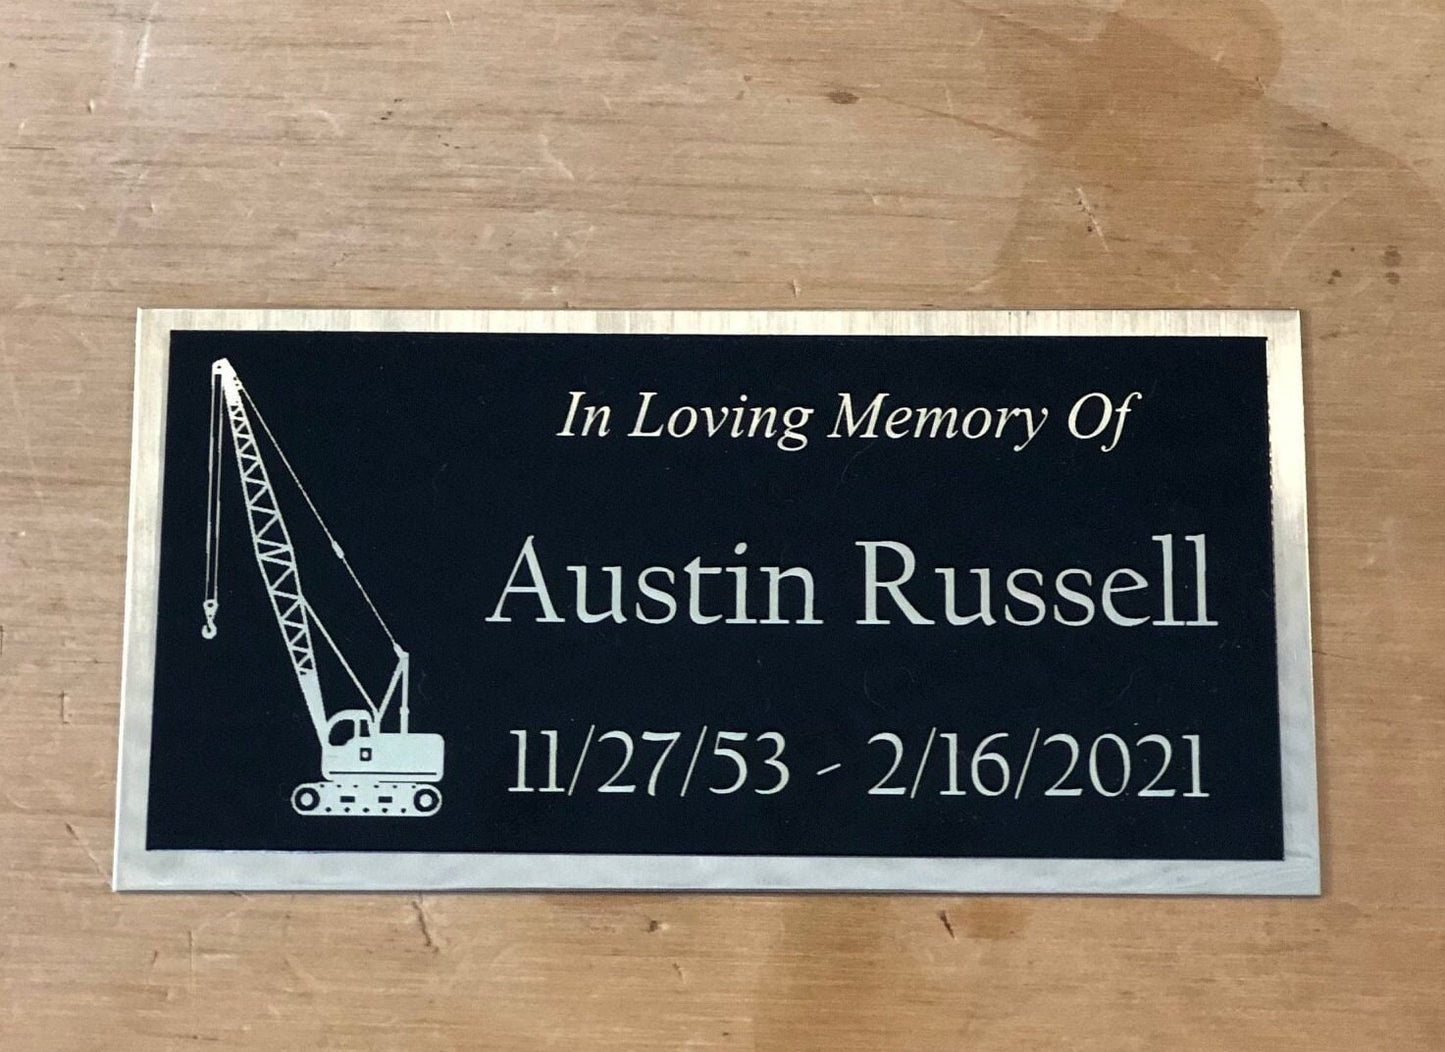 In Loving Memory Of
Austin Russell
11/27/53 - 2/16/2021